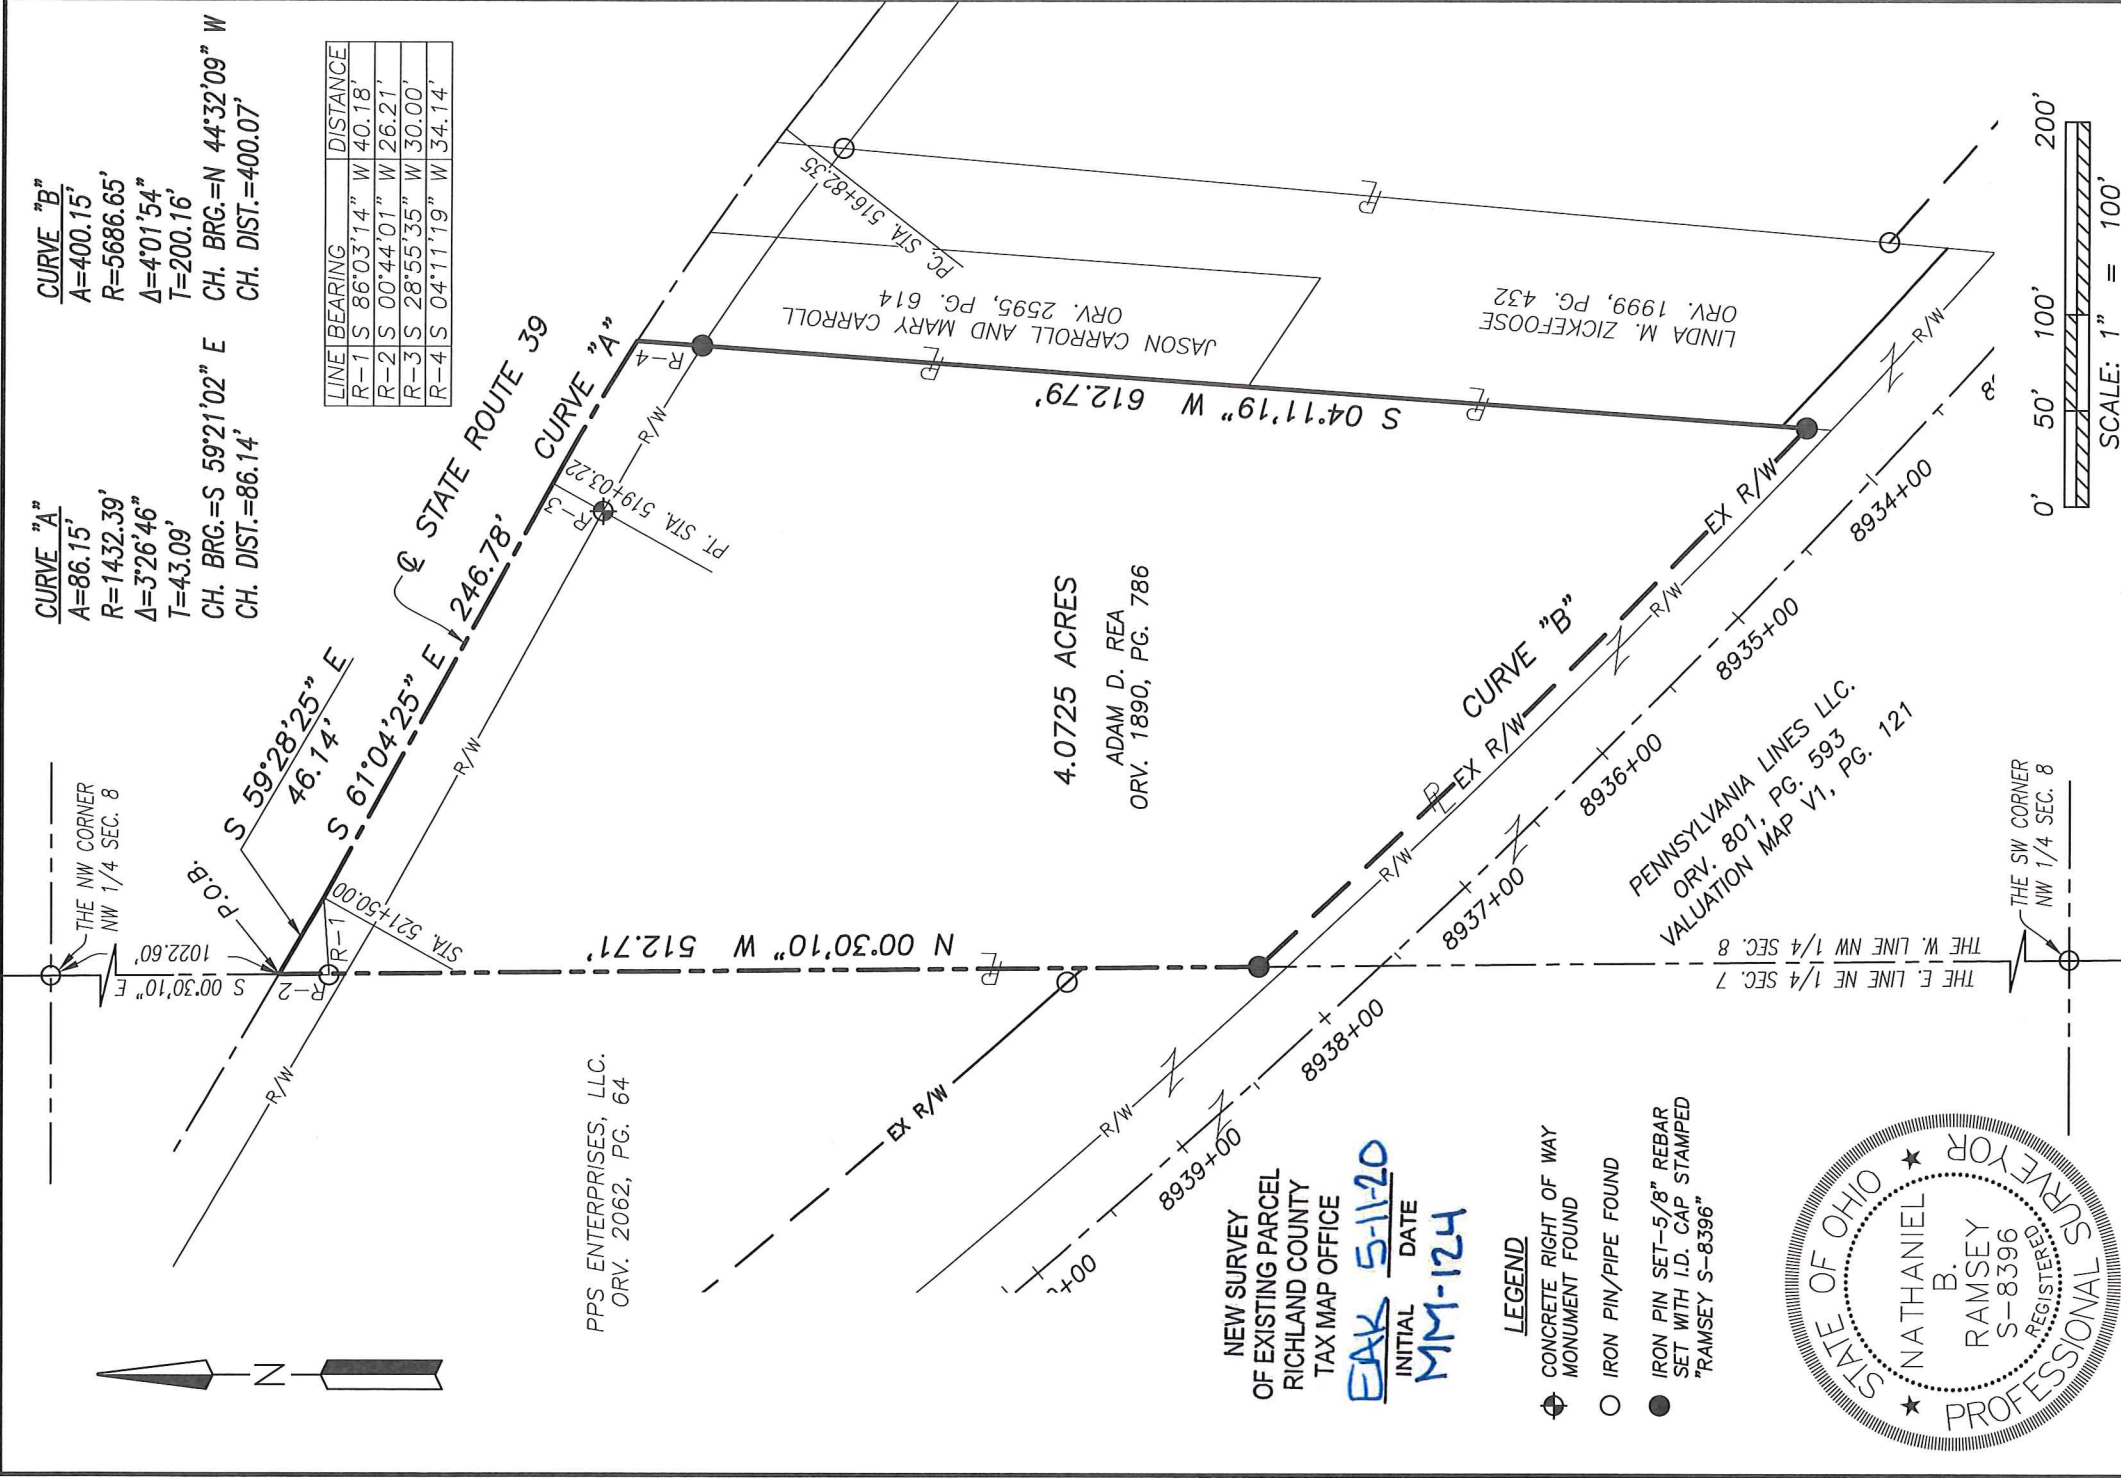 CURVE "A"
A=86.15'
R=1432.39'
Δ=3°26'46"
T=43.09'
CH. BRG.=S 59°21'02" E
CH. DIST.=86.14'
CURVE "B"
A=400.15'
R=5686.65'
Δ=4°01'54"
T=200.16'
CH. BRG.=N 44°32'09" W
CH. DIST.=400.07'
LINE BEARING DISTANCE
R-1 S 86°03'14" W 40.18'
R-2 S 00°44'01" W 26.21'
R-3 S 28°55'35" W 30.00'
R-4 S 04°11'19" W 34.14'
THE NW CORNER
NW 1/4 SEC. 8
S 00°30'10" E
1022.60'
P.O.B.
S 59°28'25" E
46.14'
S 61°04'25" E 246.78'
℄ STATE ROUTE 39
CURVE "A"
R-1
R-2
R-3
R-4
STA. 521+50.00
PT. STA. 519+03.22
PC. STA. 516+82.35
R/W
R/W
R/W
R/W
JASON CARROLL AND MARY CARROLL
ORV. 2595, PG. 614
LINDA M. ZICKEFOOSE
ORV. 1999, PG. 432
S 04°11'19" W 612.79'
PL
PL
PL
N 00°30'10" W 512.71'
PL
4.0725 ACRES
ADAM D. REA
ORV. 1890, PG. 786
PPS ENTERPRISES, LLC.
ORV. 2062, PG. 64
EX R/W
CURVE "B"
PL
EX R/W
EX R/W
R/W
R/W
R/W
R/W
0+00
8939+00
8938+00
8937+00
8936+00
8935+00
8934+00
PENNSYLVANIA LINES LLC.
ORV. 801, PG. 593
VALUATION MAP V1, PG. 121
THE W. LINE NW 1/4 SEC. 8
THE E. LINE NE 1/4 SEC. 7
THE SW CORNER
NW 1/4 SEC. 8
N
NEW SURVEY
OF EXISTING PARCEL
RICHLAND COUNTY
TAX MAP OFFICE
EAK 5-11-20
INITIAL DATE
MM-124
LEGEND
CONCRETE RIGHT OF WAY
MONUMENT FOUND
IRON PIN/PIPE FOUND
IRON PIN SET-5/8" REBAR
SET WITH I.D. CAP STAMPED
"RAMSEY S-8396"
STATE OF OHIO
NATHANIEL
B.
RAMSEY
S-8396
REGISTERED
PROFESSIONAL SURVEYOR
0' 50' 100' 200'
SCALE: 1" = 100'